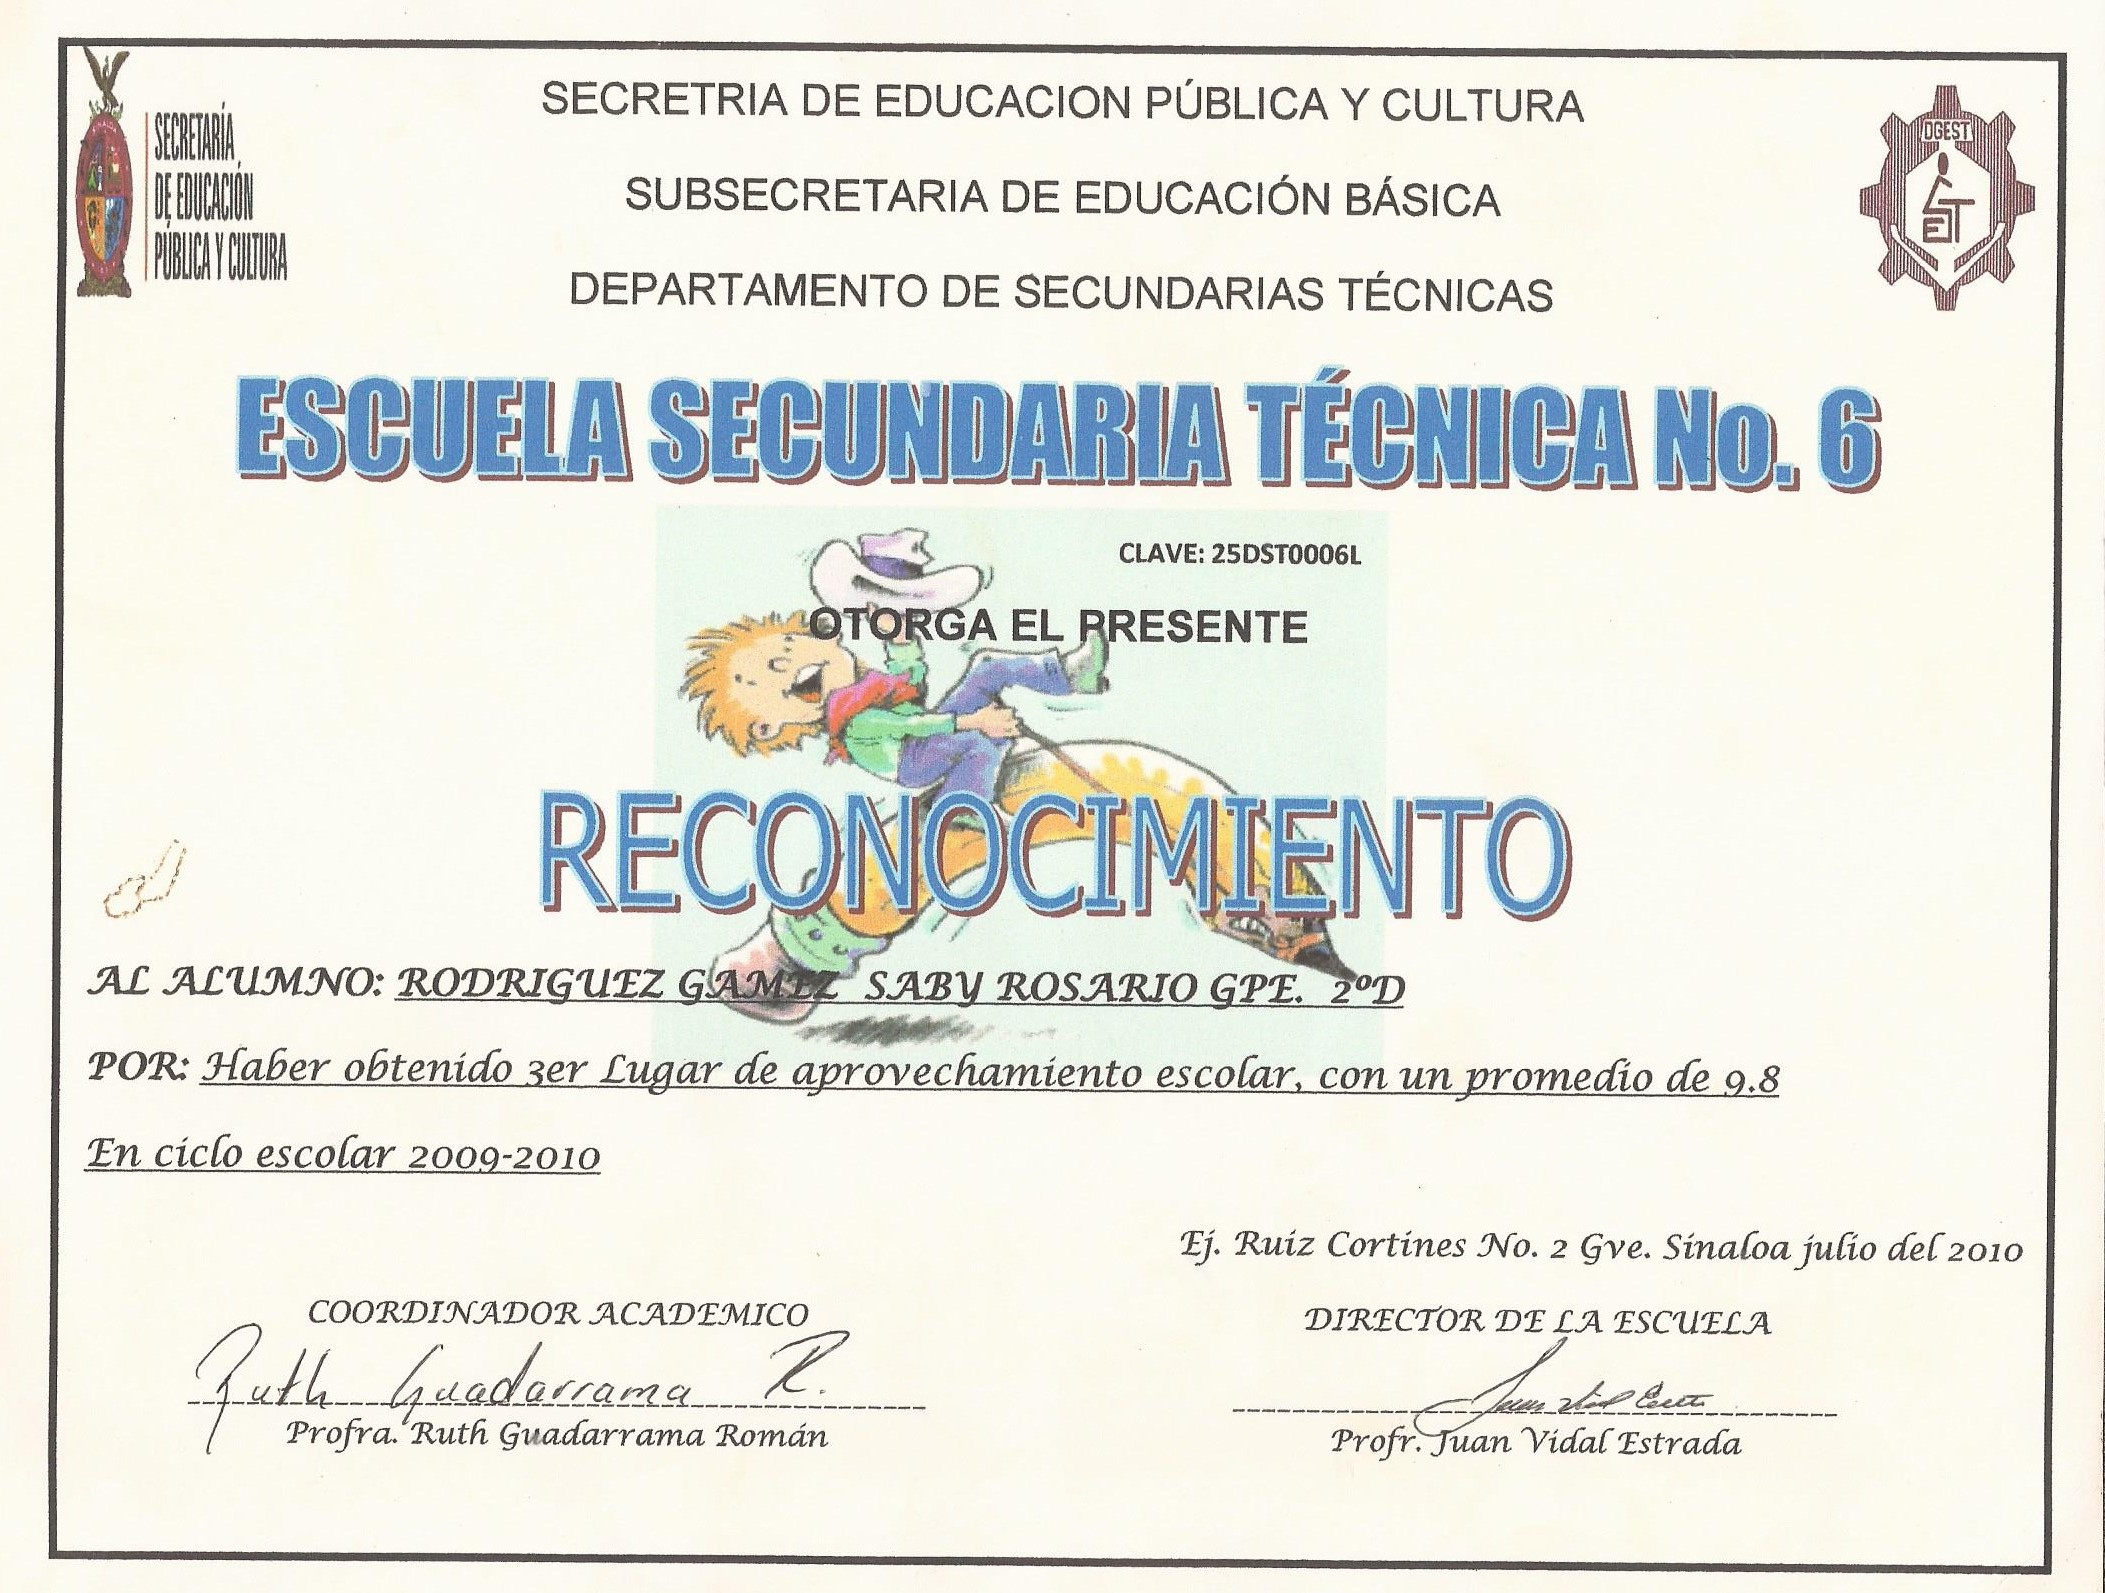 SECRETARÍA
DE EDUCACIÓN
PÚBLICA Y CULTURA
SECRETRIA DE EDUCACION PÚBLICA Y CULTURA
DGEST
SUBSECRETARIA DE EDUCACIÓN BÁSICA
DEPARTAMENTO DE SECUNDARIAS TÉCNICAS
ESCUELA SECUNDARIA TÉCNICA No. 6
CLAVE: 25DST0006L
OTORGA EL PRESENTE
RECONOCIMIENTO
AL ALUMNO: RODRIGUEZ GAMEZ SABY ROSARIO GPE. 2ºD
POR: Haber obtenido 3er Lugar de aprovechamiento escolar, con un promedio de 9.8
En ciclo escolar 2009-2010
Ej. Ruiz Cortines No. 2 Gve. Sinaloa julio del 2010
COORDINADOR ACADEMICO
Ruth Guadarrama R.
Profra. Ruth Guadarrama Román
DIRECTOR DE LA ESCUELA
Profr. Juan Vidal Estrada